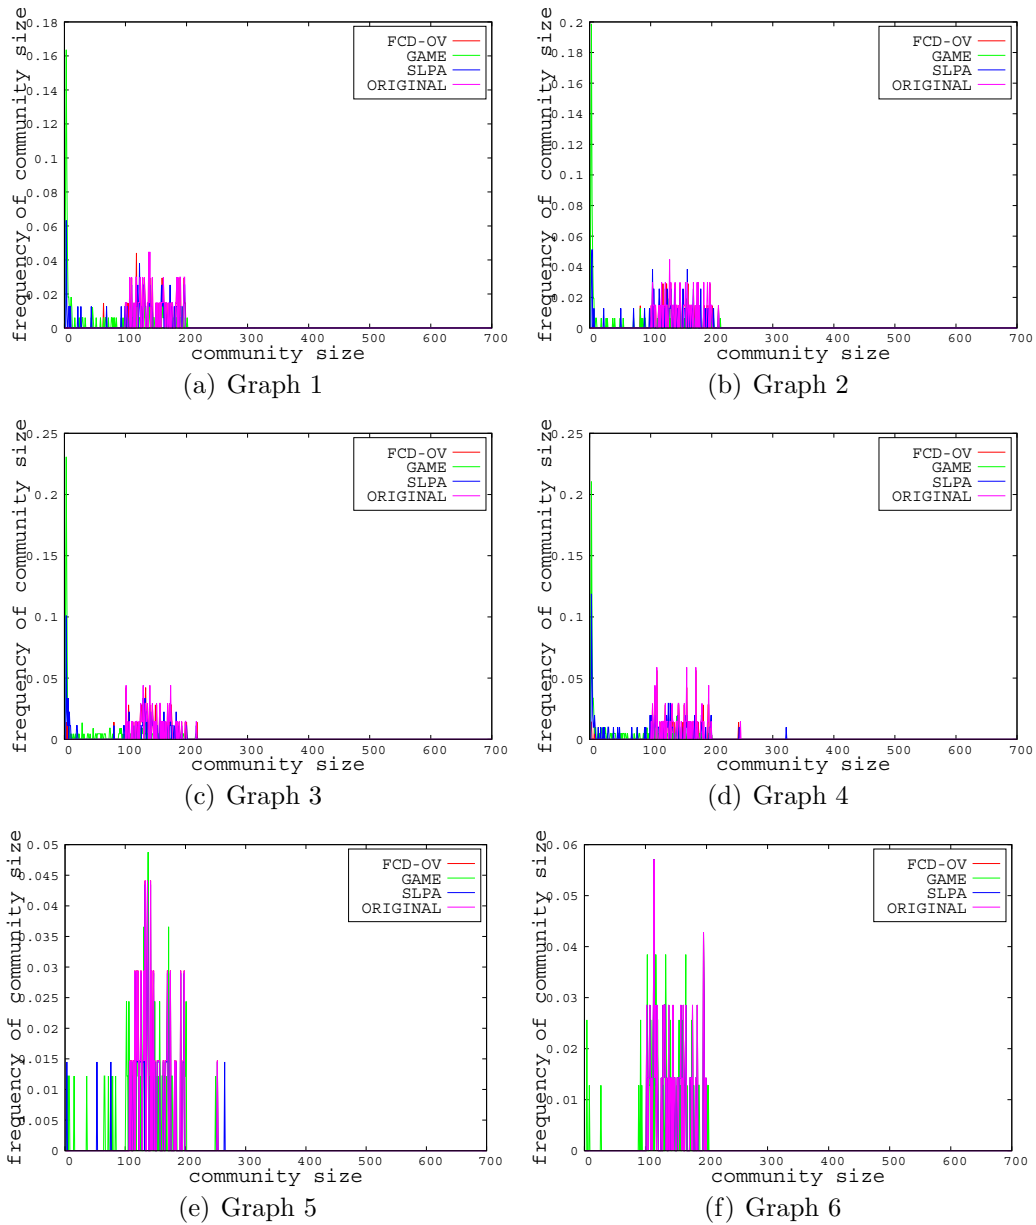 frequency of community size
0.18
0.16
0.14
0.12
0.1
0.08
0.06
0.04
0.02
0
FCD-OV
GAME
SLPA
ORIGINAL
0 100 200 300 400 500 600 700
community size
(a) Graph 1
frequency of community size
0.2
0.18
0.16
0.14
0.12
0.1
0.08
0.06
0.04
0.02
0
FCD-OV
GAME
SLPA
ORIGINAL
0 100 200 300 400 500 600 700
community size
(b) Graph 2
frequency of community size
0.25
0.2
0.15
0.1
0.05
0
FCD-OV
GAME
SLPA
ORIGINAL
0 100 200 300 400 500 600 700
community size
(c) Graph 3
frequency of community size
0.25
0.2
0.15
0.1
0.05
0
FCD-OV
GAME
SLPA
ORIGINAL
0 100 200 300 400 500 600 700
community size
(d) Graph 4
frequency of community size
0.05
0.045
0.04
0.035
0.03
0.025
0.02
0.015
0.01
0.005
0
FCD-OV
GAME
SLPA
ORIGINAL
0 100 200 300 400 500 600 700
community size
(e) Graph 5
frequency of community size
0.06
0.05
0.04
0.03
0.02
0.01
0
FCD-OV
GAME
SLPA
ORIGINAL
0 100 200 300 400 500 600 700
community size
(f) Graph 6